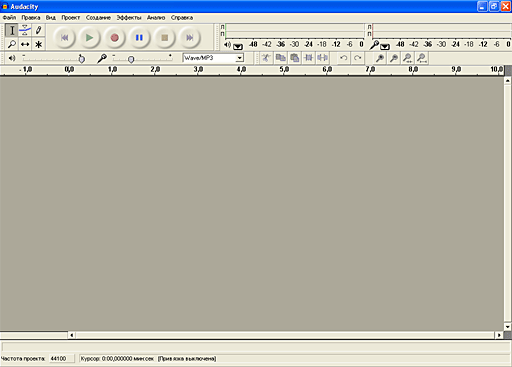 Audacity
Файл Правка Вид Проект Создание Эффекты Анализ Справка
П П
П П
-48 -42 -36 -30 -24 -18 -12 -6 0 -48 -42 -36 -30 -24 -18 -12 -6 0
Wave/MP3
- 1,0 0,0 1,0 2,0 3,0 4,0 5,0 6,0 7,0 8,0 9,0 10,0
Частота проекта: 44100 Курсор: 0:00,000000 мин:сек [Привязка выключена]